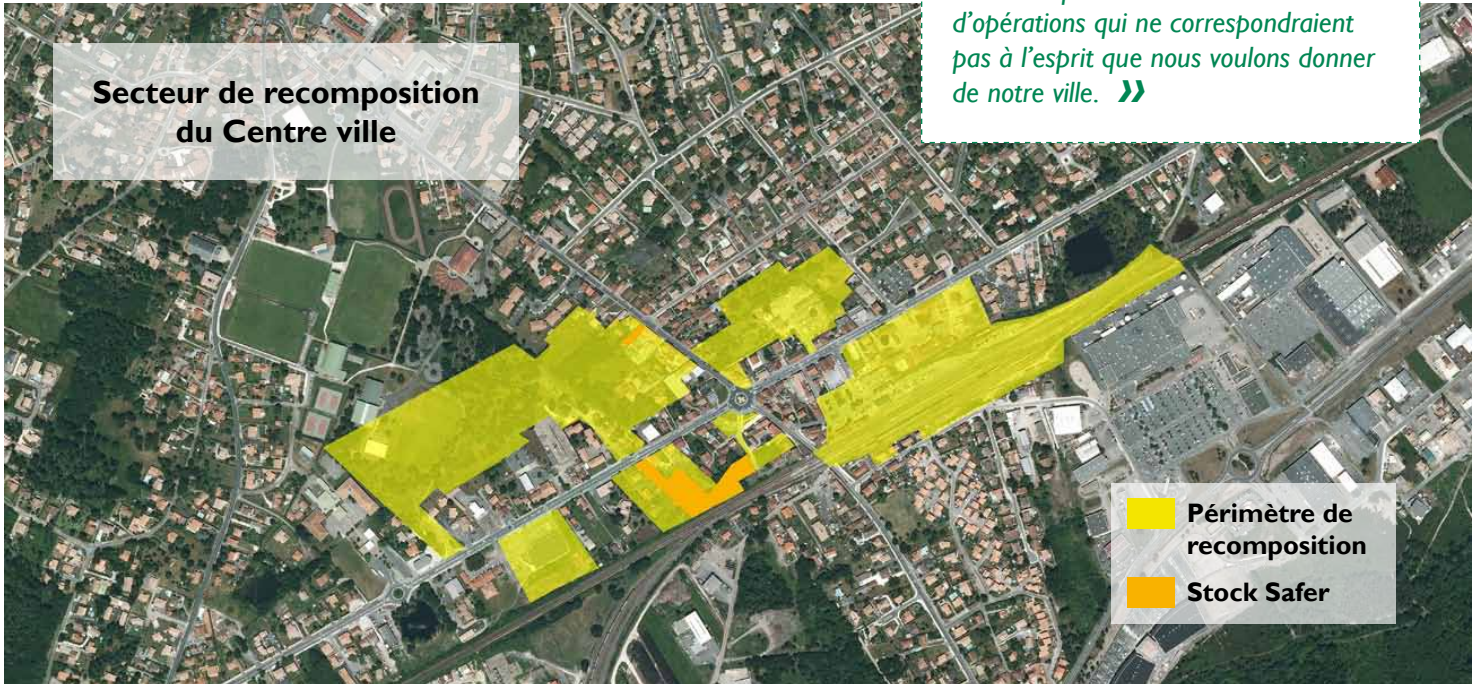 d'opérations qui ne correspondraient
pas à l'esprit que nous voulons donner
de notre ville. »
Secteur de recomposition
du Centre ville
Périmètre de
recomposition
Stock Safer